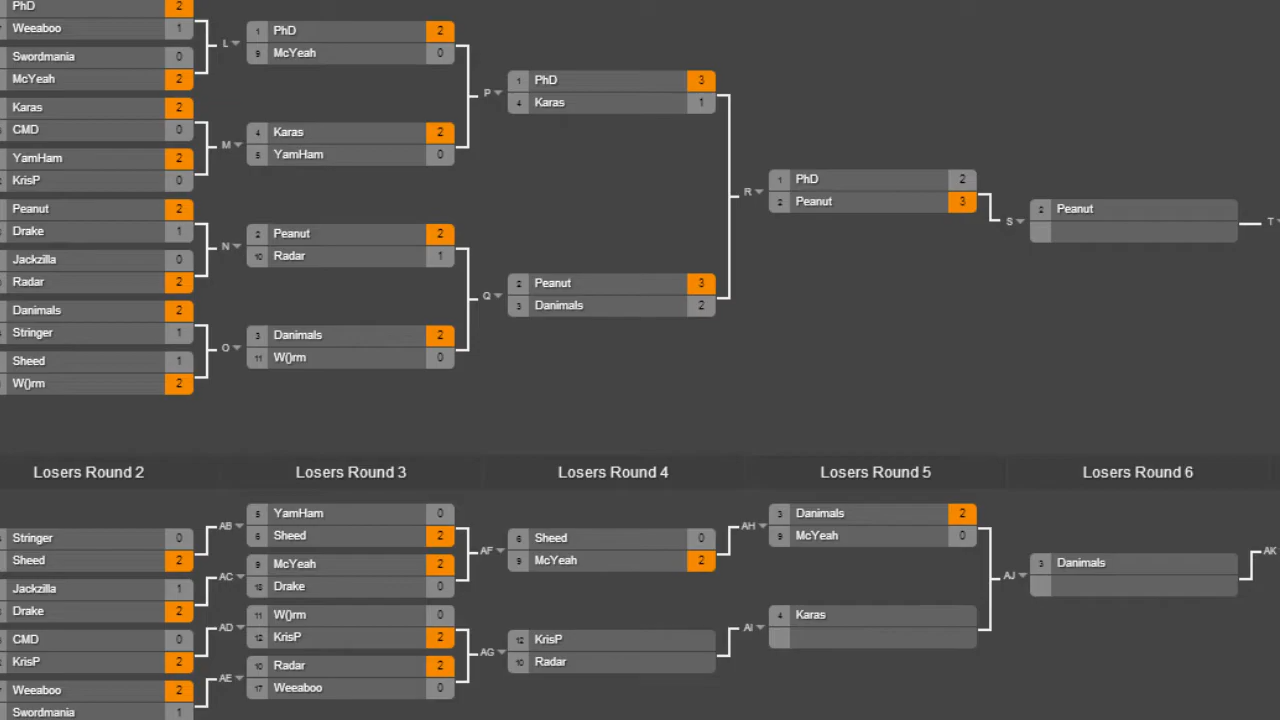 PhD 2
Weeaboo 1
Swordmania 0
McYeah 2
Karas 2
CMD 0
YamHam 2
KrisP 0
Peanut 2
Drake 1
Jackzilla 0
Radar 2
Danimals 2
Stringer 1
Sheed 1
W()rm 2
L
1 PhD 2
9 McYeah 0
M
4 Karas 2
5 YamHam 0
N
2 Peanut 2
10 Radar 1
O
3 Danimals 2
11 W()rm 0
P
1 PhD 3
4 Karas 1
Q
2 Peanut 3
3 Danimals 2
R
1 PhD 2
2 Peanut 3
S
2 Peanut
T
Losers Round 2
Losers Round 3
Losers Round 4
Losers Round 5
Losers Round 6
Stringer 0
Sheed 2
Jackzilla 1
Drake 2
CMD 0
KrisP 2
Weeaboo 2
Swordmania 1
AB
5 YamHam 0
6 Sheed 2
AC
9 McYeah 2
Drake 0
AD
11 W()rm 0
12 KrisP 2
AE
10 Radar 2
17 Weeaboo 0
AF
6 Sheed 0
9 McYeah 2
AG
12 KrisP
10 Radar
AH
3 Danimals 2
9 McYeah 0
AI
4 Karas
AJ
3 Danimals
AK